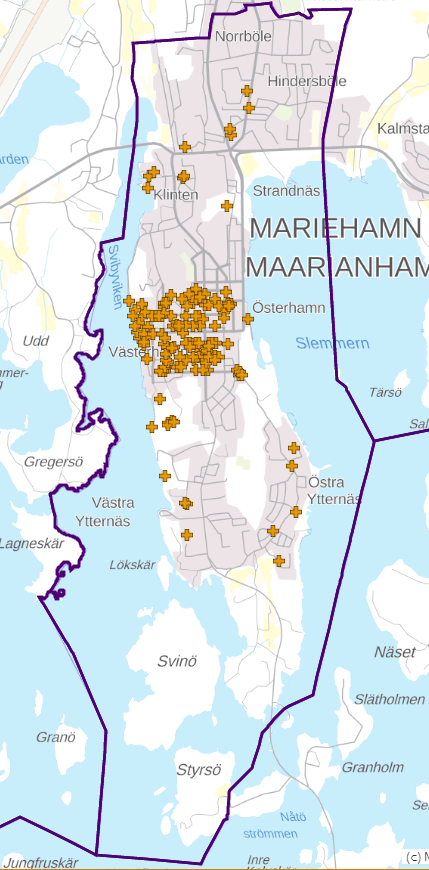 Norrböle
Hindersböle
Kalmsta
Klinten
Strandnäs
MARIEHAMN
MAARIANHAM
Svibyviken
Österhamn
Slemmern
Udd
Västerha
Tärsö
Gregersö
Östra
Ytternäs
Västra
Ytternäs
Lagneskär
Lökskär
Svinö
Näset
Slätholmen
Granö
Styrsö
Granholm
Nåtö
strömmen
(c) M
Jungfruskär
Inre